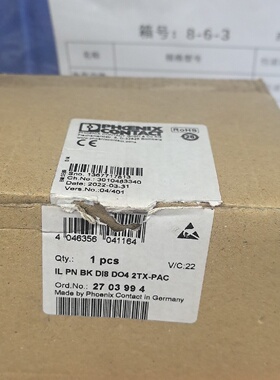 箱号：8-6-3
PHOENIX
CONTACT
RoHS
Sno.: 1367717613
Ch.No.: 3010483340
Date: 2022-03-31
Vers.No.: 04/401
4 046356 041164
Qty.: 1 pcs
V/C:22
IL PN BK DI8 DO4 2TX-PAC
Ord.No.: 27 03 99 4
Made by Phoenix Contact in Germany